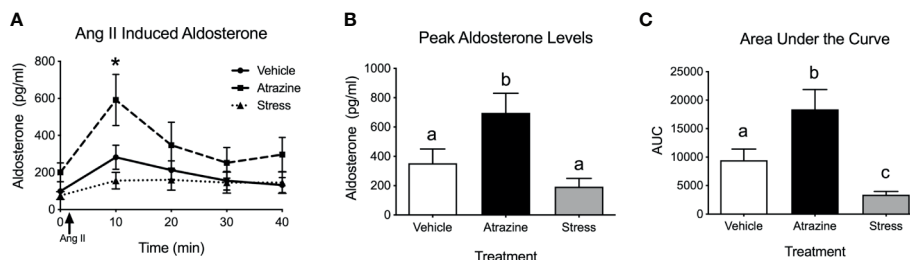 A
Ang II Induced Aldosterone
Aldosterone (pg/ml)
800
600
400
200
0
*
Vehicle
Atrazine
Stress
0 10 20 30 40
Ang II
Time (min)
B
Peak Aldosterone Levels
Aldosterone (pg/ml)
1000
800
600
400
200
0
a
b
a
Vehicle Atrazine Stress
Treatment
C
Area Under the Curve
AUC
25000
20000
15000
10000
5000
0
a
b
c
Vehicle Atrazine Stress
Treatment